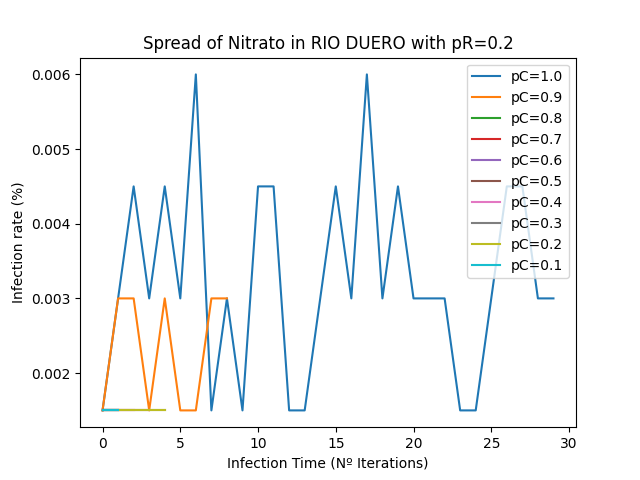 Spread of Nitrato in RIO DUERO with pR=0.2
Infection rate (%)
0.006
0.005
0.004
0.003
0.002
pC=1.0
pC=0.9
pC=0.8
pC=0.7
pC=0.6
pC=0.5
pC=0.4
pC=0.3
pC=0.2
pC=0.1
0 5 10 15 20 25 30
Infection Time (Nº Iterations)